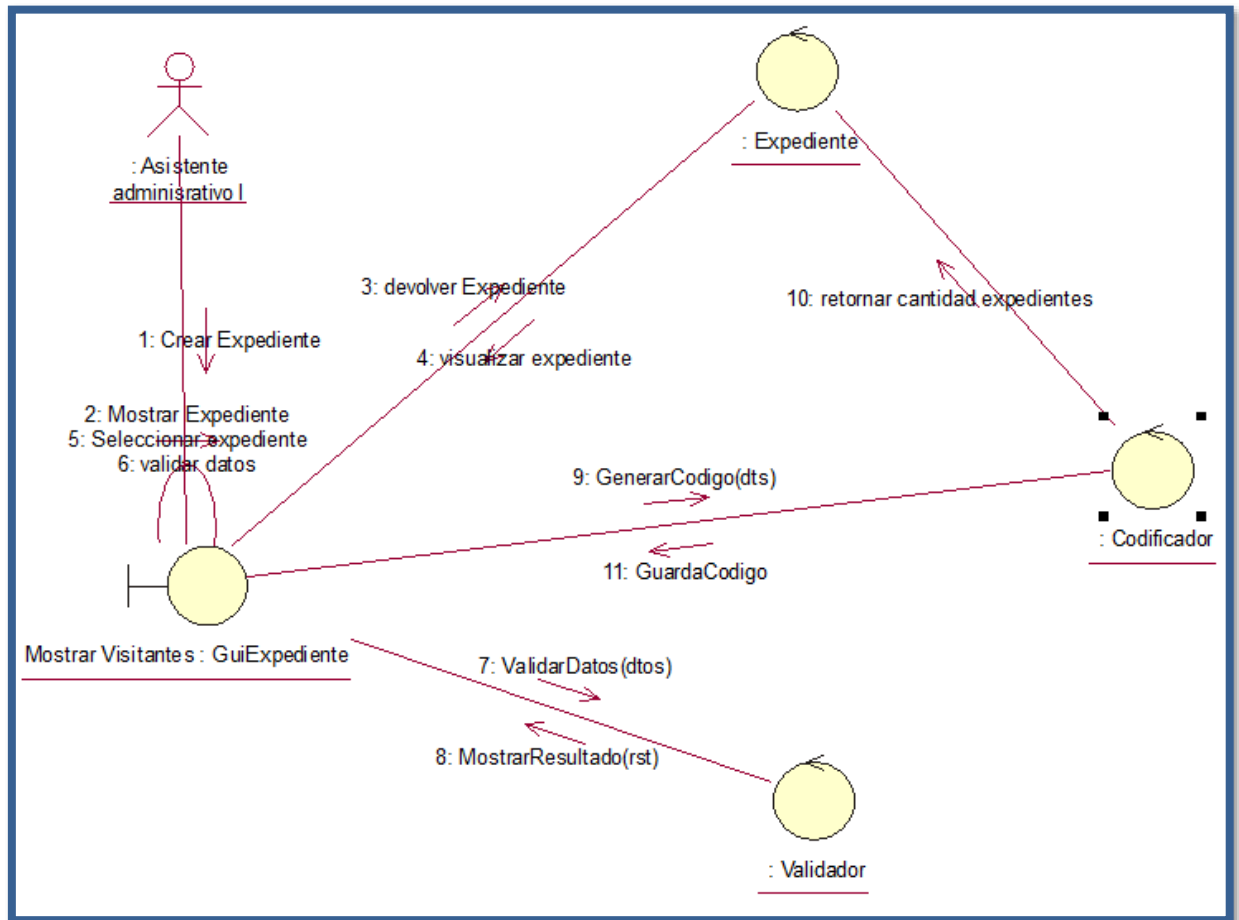 : Asistente
adminisrativo I
: Expediente
3: devolver Expediente
10: retornar cantidad expedientes
1: Crear Expediente
4: visualizar expediente
2: Mostrar Expediente
5: Seleccionar expediente
6: validar datos
9: GenerarCodigo(dts)
: Codificador
11: GuardaCodigo
Mostrar Visitantes : GuiExpediente
7: ValidarDatos(dtos)
8: MostrarResultado(rst)
: Validador